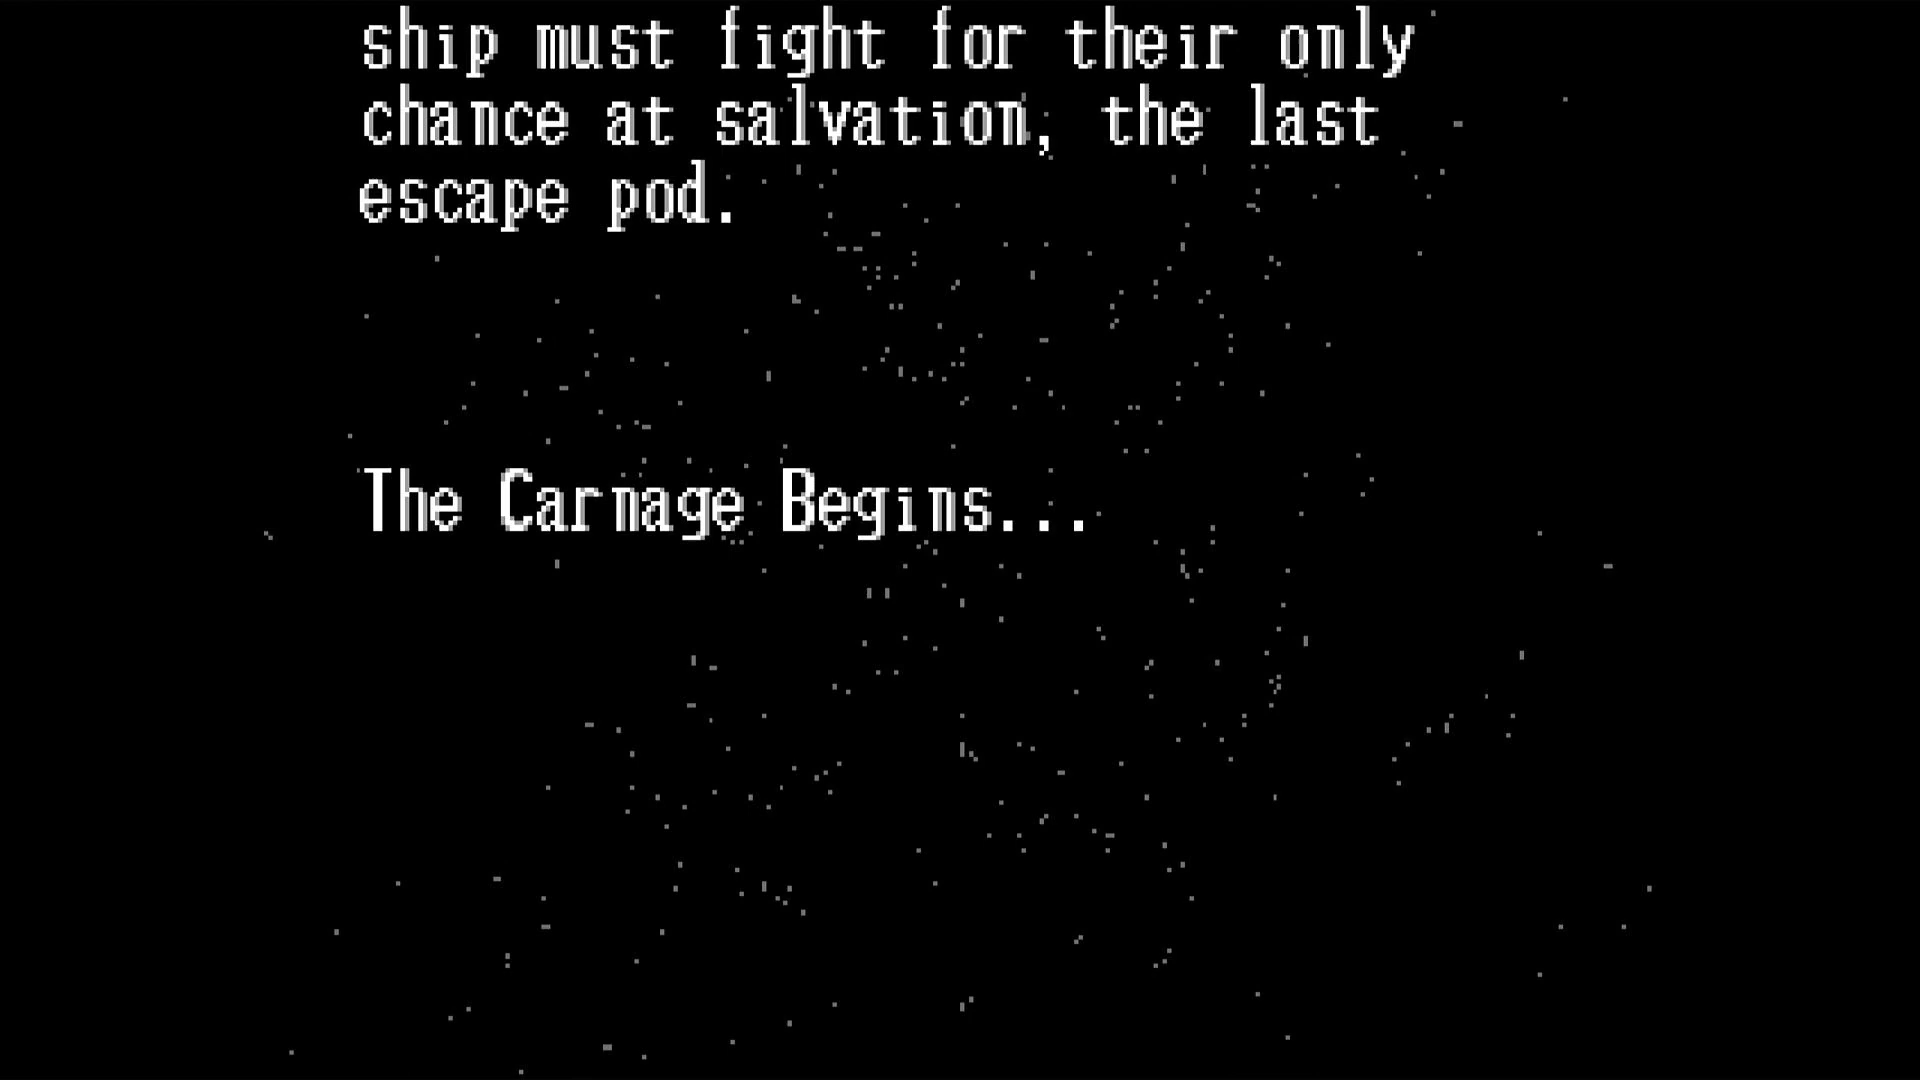 ship must fight for their only
chance at salvation, the last
escape pod.
The Carnage Begins...